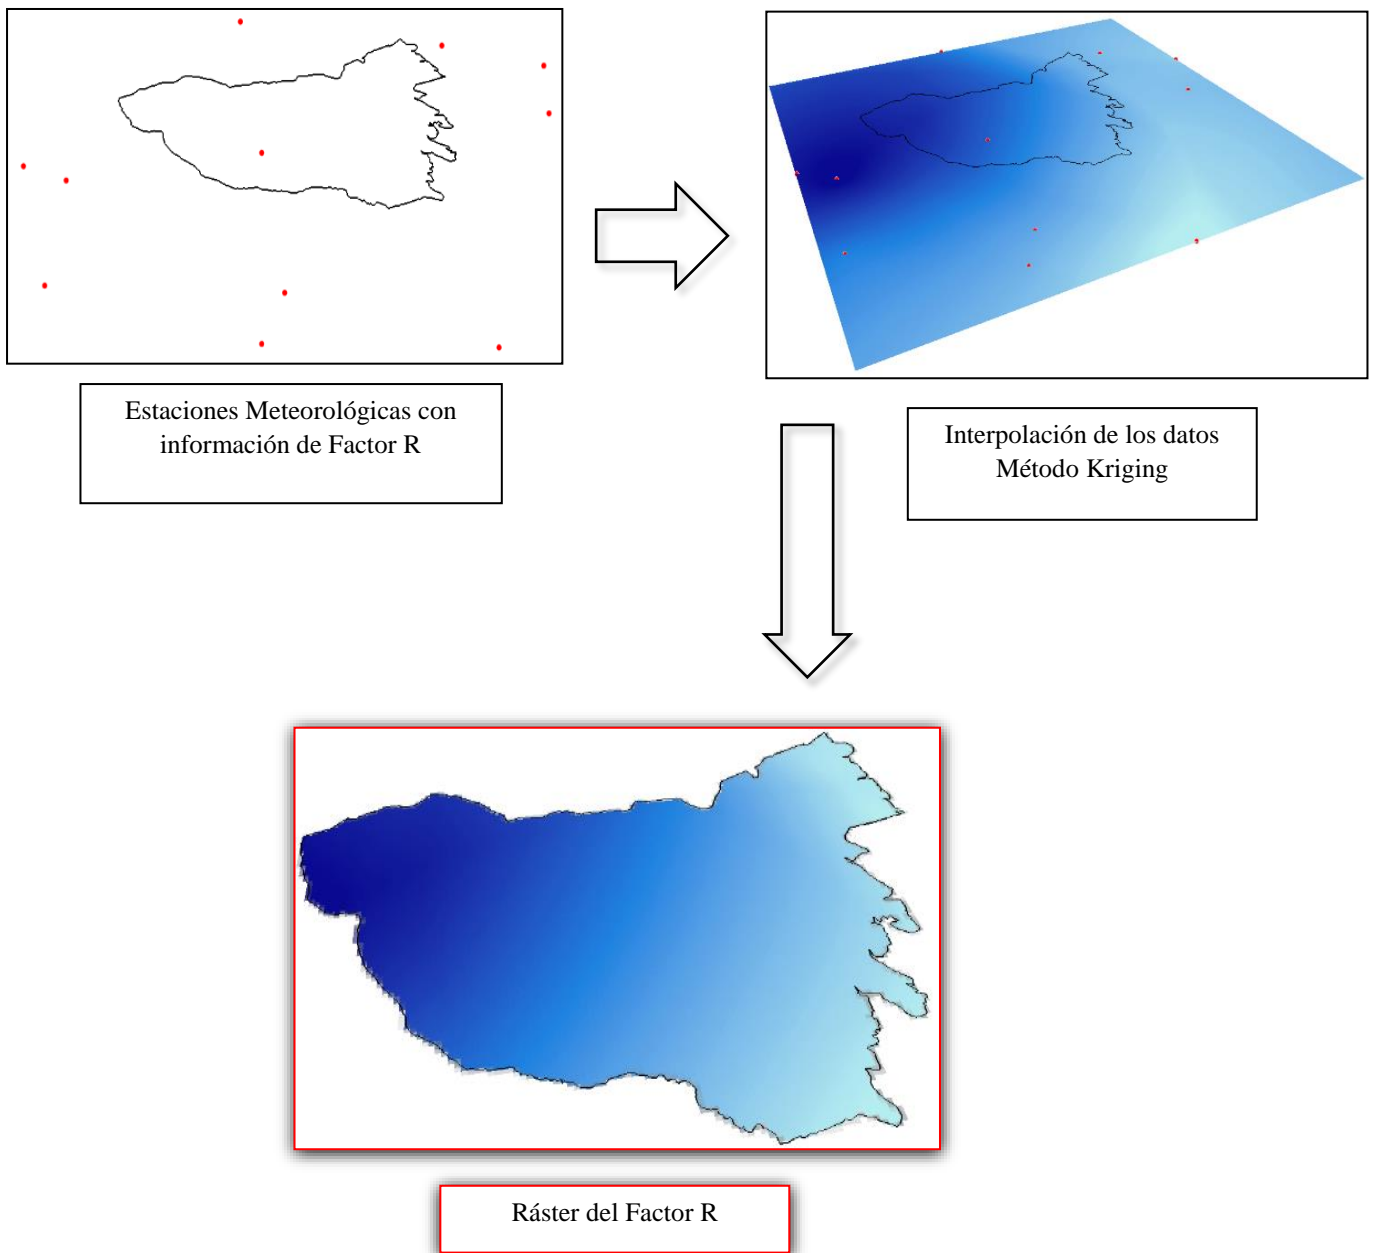 Estaciones Meteorológicas con
información de Factor R
Interpolación de los datos
Método Kriging
Ráster del Factor R